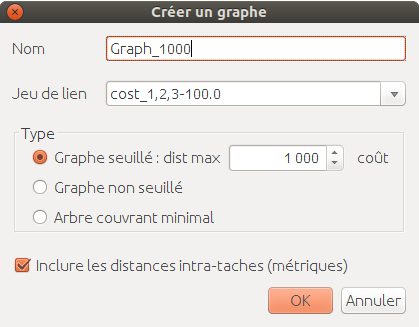 Créer un graphe
Nom Graph_1000
Jeu de lien cost_1,2,3-100.0
Type
Graphe seuillé : dist max 1 000 coût
Graphe non seuillé
Arbre couvrant minimal
Inclure les distances intra-taches (métriques)
OK Annuler